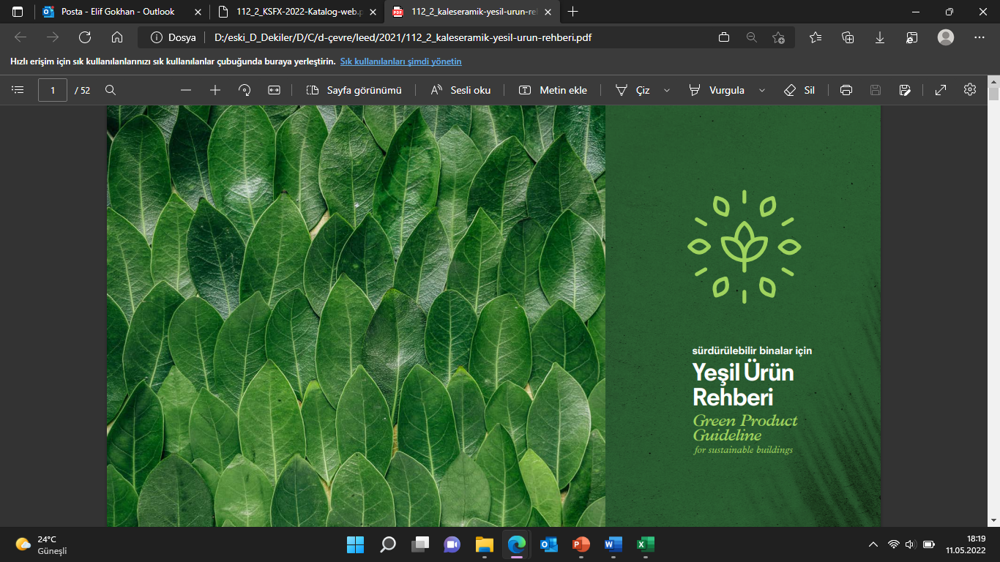 Posta - Elif Gokhan - Outlook
112_2_KSFX-2022-Katalog-web.p
112_2_kaleseramik-yesil-urun-reh
Dosya
D:/eski_D_Dekiler/D/C/d-çevre/leed/2021/112_2_kaleseramik-yesil-urun-rehberi.pdf
Hızlı erişim için sık kullanılanlarınızı sık kullanılanlar çubuğunda buraya yerleştirin. Sık kullanılanları şimdi yönetin
1 / 52
Sayfa görünümü
Sesli oku
Metin ekle
Çiz
Vurgula
Sil
sürdürülebilir binalar için
Yeşil Ürün
Rehberi
Green Product
Guideline
for sustainable buildings
24°C
Güneşli
18:19
11.05.2022